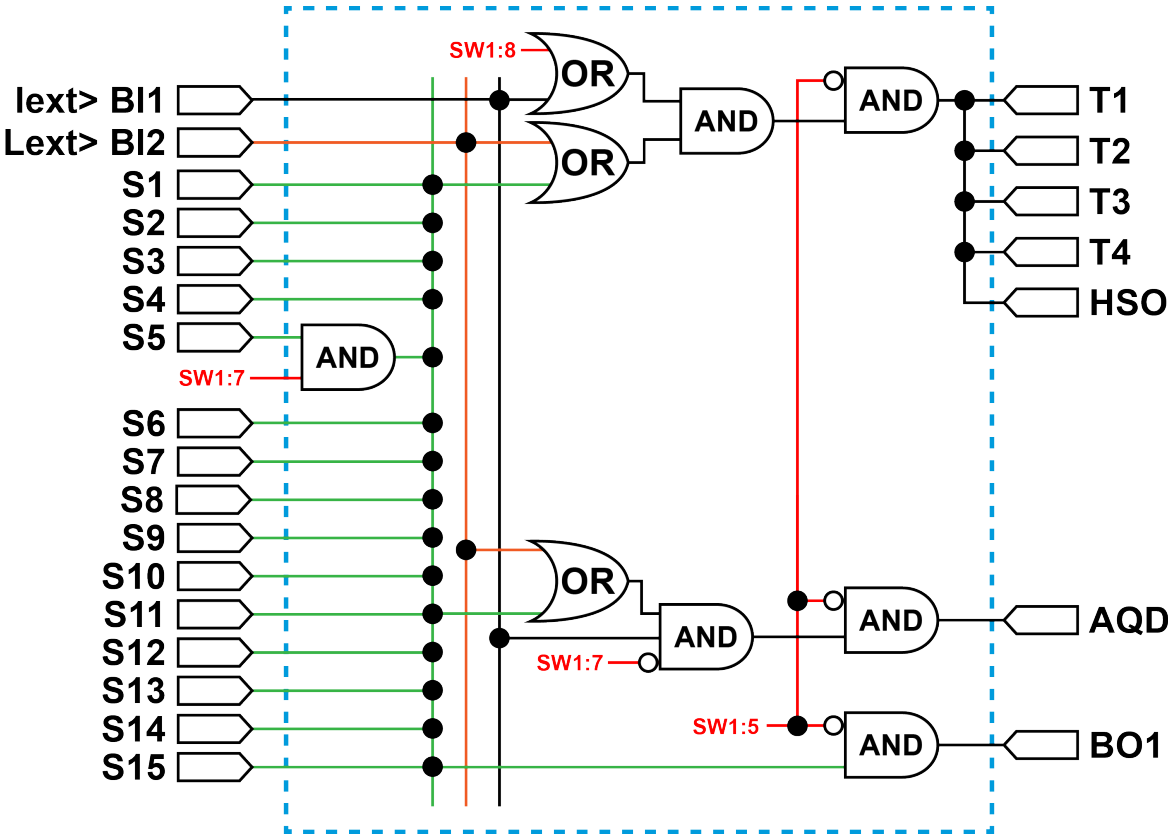 SW1:8
OR
Iext> BI1
AND
AND
T1
Lext> BI2
OR
T2
S1
S2
T3
S3
T4
S4
HSO
S5
AND
SW1:7
S6
S7
S8
S9
S10
OR
S11
AND
AQD
S12
AND
SW1:7
S13
S14
SW1:5
AND
BO1
S15